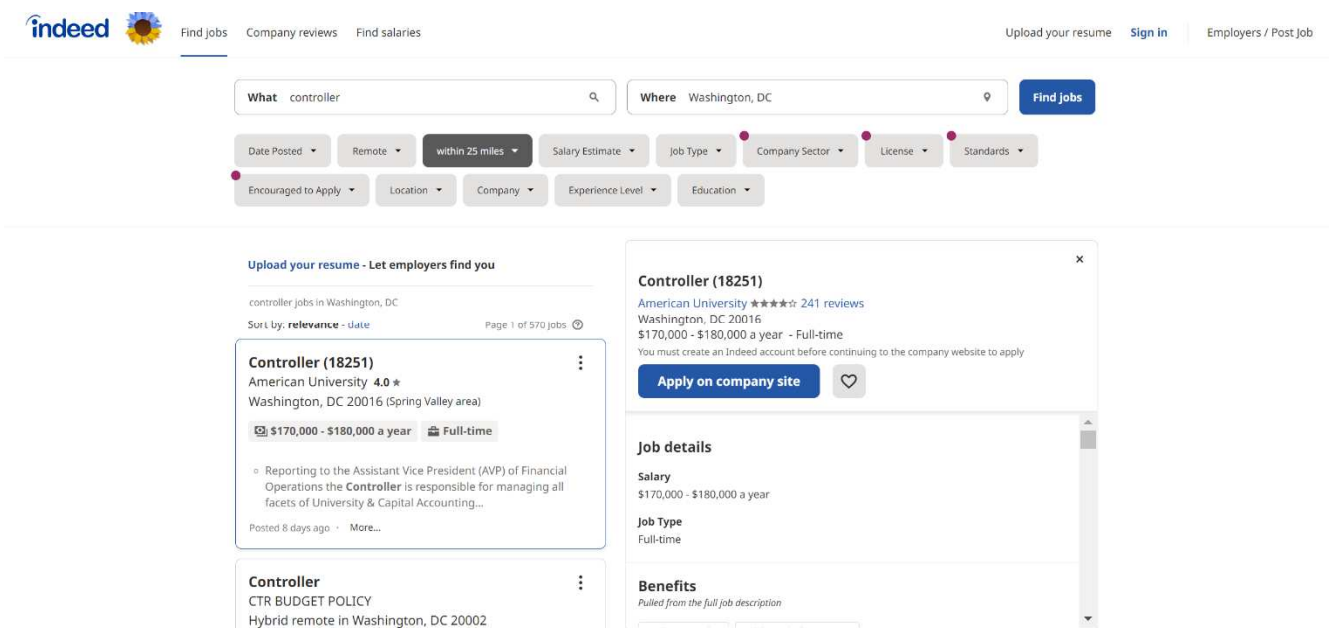 indeed
Find jobs Company reviews Find salaries
Upload your resume Sign in Employers / Post Job
What controller
Where Washington, DC
Find jobs
Date Posted Remote within 25 miles Salary Estimate Job Type Company Sector License Standards
Encouraged to Apply Location Company Experience Level Education
Upload your resume - Let employers find you
controller jobs in Washington, DC
Sort by: relevance - date Page 1 of 570 jobs
Controller (18251)
American University 4.0
Washington, DC 20016 (Spring Valley area)
$170,000 - $180,000 a year Full-time
Reporting to the Assistant Vice President (AVP) of Financial
Operations the Controller is responsible for managing all
facets of University & Capital Accounting...
Posted 8 days ago · More...
Controller
CTR BUDGET POLICY
Hybrid remote in Washington, DC 20002
Controller (18251)
American University 241 reviews
Washington, DC 20016
$170,000 - $180,000 a year - Full-time
You must create an Indeed account before continuing to the company website to apply
Apply on company site
Job details
Salary
$170,000 - $180,000 a year
Job Type
Full-time
Benefits
Pulled from the full job description